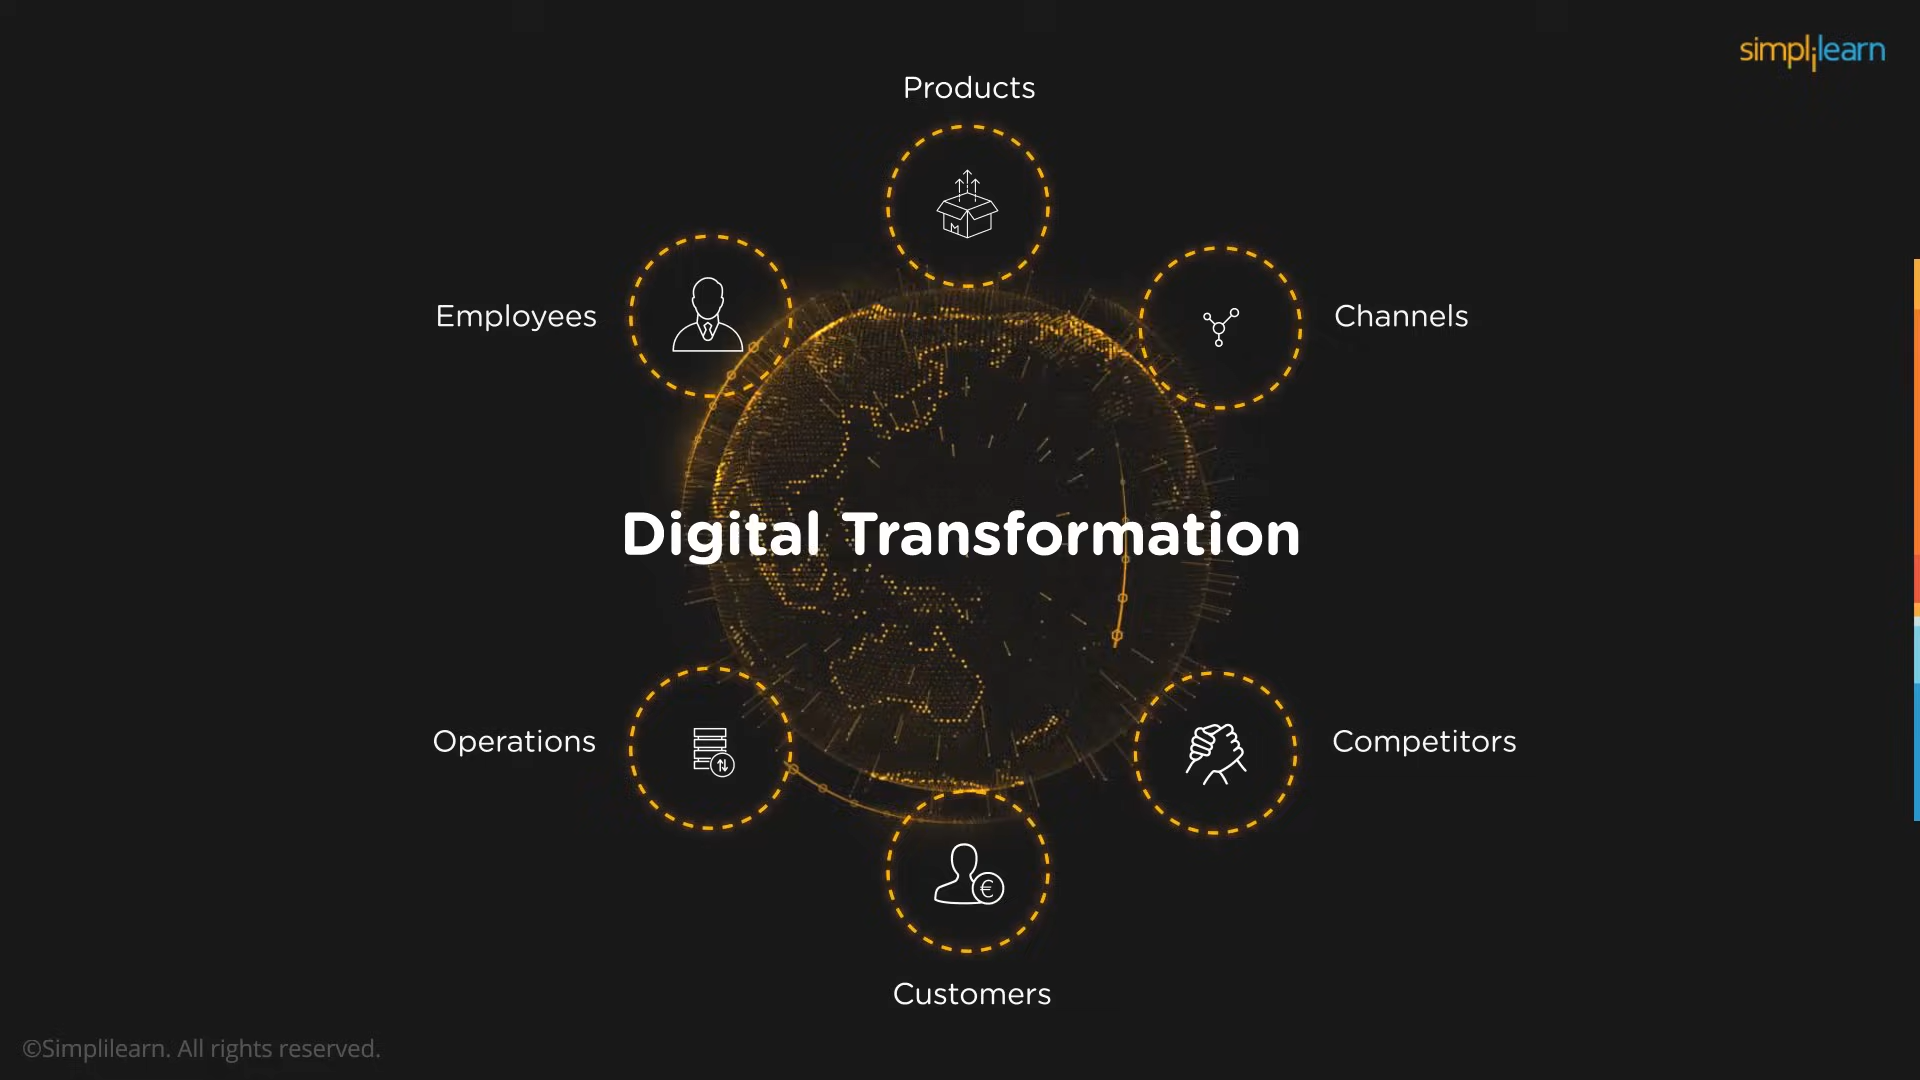 simplilearn
Products
Employees
Channels
Digital Transformation
Operations
Competitors
Customers
©Simplilearn. All rights reserved.